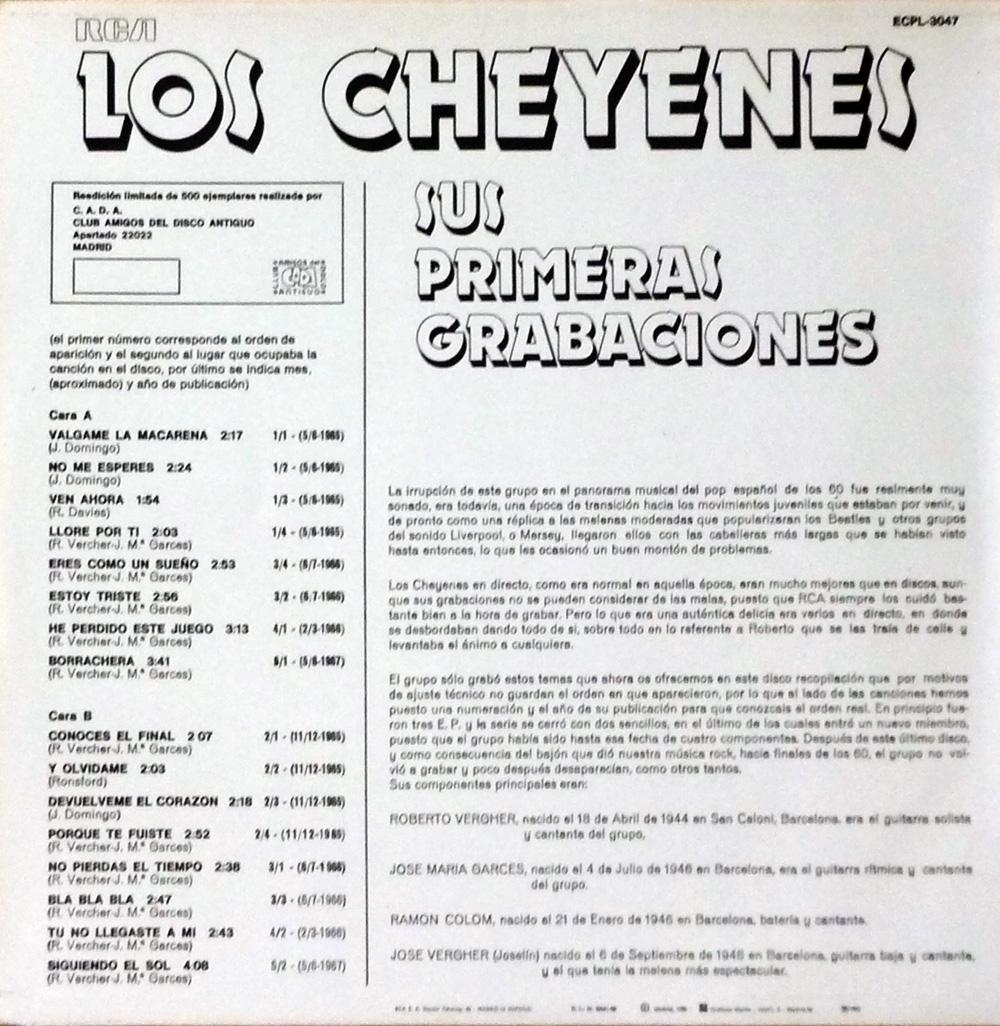 RCA
ECPL-3047
LOS CHEYENES
SUS
PRIMERAS
GRABACIONES
Reedición limitada de 500 ejemplares realizada por
C. A. D. A.
CLUB AMIGOS DEL DISCO ANTIGUO
Apartado 22022
MADRID
(el primer número corresponde al orden de
aparición y el segundo al lugar que ocupaba la
canción en el disco, por último se indica mes,
(aproximado) y año de publicación)
Cara A
VALGAME LA MACARENA 2:17 1/1 - (5/6-1965)
(J. Domingo)
NO ME ESPERES 2:24 1/2 - (5/6-1965)
(J. Domingo)
VEN AHORA 1:54 1/3 - (5/6-1965)
(R. Davies)
LLORE POR TI 2:03 1/4 - (5/6-1965)
(R. Vercher-J. M.ª Garces)
ERES COMO UN SUEÑO 2:53 3/4 - (6/7-1966)
(R. Vercher-J. M.ª Garces)
ESTOY TRISTE 2:56 3/2 - (6/7-1966)
(R. Vercher-J. M.ª Garces)
HE PERDIDO ESTE JUEGO 3:13 4/1 - (2/3-1966)
(R. Vercher-J. M.ª Garces)
BORRACHERA 3:41 5/1 - (5/6-1967)
(R. Vercher-J. M.ª Garces)
Cara B
CONOCES EL FINAL 2 07 2/1 - (11/12-1965)
(R. Vercher-J. M.ª Garces)
Y OLVIDAME 2:03 2/2 - (11/12-1965)
(Ronsford)
DEVUELVEME EL CORAZON 2:18 2/3 - (11/12-1965)
(J. Domingo)
PORQUE TE FUISTE 2:52 2/4 - (11/12-1965)
(R. Vercher-J. M.ª Garces)
NO PIERDAS EL TIEMPO 2:38 3/1 - (6/7-1966)
(R. Vercher-J. M.ª Garces)
BLA BLA BLA 2:47 3/3 - (6/7-1966)
(R. Vercher-J. M.ª Garces)
TU NO LLEGASTE A MI 2:43 4/2 - (2/3-1966)
(R. Vercher-J. M.ª Garces)
SIGUIENDO EL SOL 4:08 5/2 - (5/6-1967)
(R. Vercher-J. M.ª Garces)
La irrupción de este grupo en el panorama musical del pop español de los 60 fue realmente muy
sonado, era todavía, una época de transición hacia los movimientos juveniles que estaban por venir, y
de pronto como una réplica a las melenas moderadas que popularizaran los Beatles y otros grupos
del sonido Liverpool, o Mersey, llegaron ellos con las cabelleras más largas que se habían visto
hasta entonces, lo que les ocasionó un buen montón de problemas.
Los Cheyenes en directo, como era normal en aquella época, eran mucho mejores que en discos, aun-
que sus grabaciones no se pueden considerar de las malas, puesto que RCA siempre los cuidó bas-
tante bien a la hora de grabar. Pero lo que era una auténtica delicia era verlos en directo, en donde
se desbordaban dando todo de si, sobre todo en lo referente a Roberto que se las traía de calle y
levantaba el ánimo a cualquiera.
El grupo sólo grabó estos temas que ahora os ofrecemos en este disco recopilación que por motivos
de ajuste técnico no guardan el orden en que aparecieron, por lo que al lado de las canciones hemos
puesto una numeración y el año de su publicación para que conozcais el orden real. En principio fue-
ron tres E. P. y la serie se cerró con dos sencillos, en el último de los cuales entró un nuevo miembro,
puesto que el grupo había sido hasta esa fecha de cuatro componentes. Después de este último disco,
y como consecuencia del bajón que dió nuestra música rock, hacia finales de los 60, el grupo no vol-
vió a grabar y poco después desaparecían, como otros tantos.
Sus componentes principales eran:
ROBERTO VERGHER, nacido el 18 de Abril de 1944 en San Caloni, Barcelona, era el guitarra solista
y cantante del grupo,
JOSE MARIA GARCES, nacido el 4 de Julio de 1946 en Barcelona, era el guitarra rítmica y cantante
del grupo.
RAMON COLOM, nacido el 21 de Enero de 1946 en Barcelona, batería y cantante.
JOSE VERGHER (Joselín) nacido el 6 de Septiembre de 1948 en Barcelona, guitarra baja y cantante,
y el que tenía la melena más espectacular.